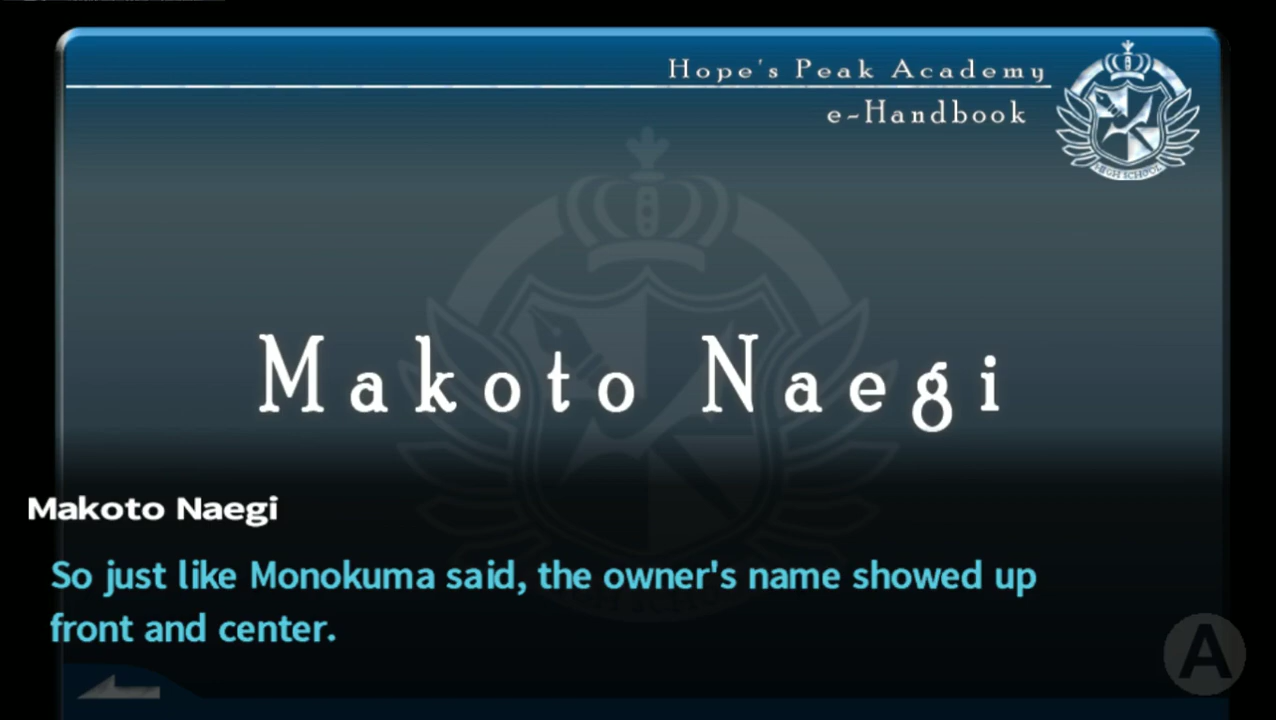 Hope's Peak Academy
e-Handbook
Makoto Naegi
Makoto Naegi
So just like Monokuma said, the owner's name showed up
front and center.
A